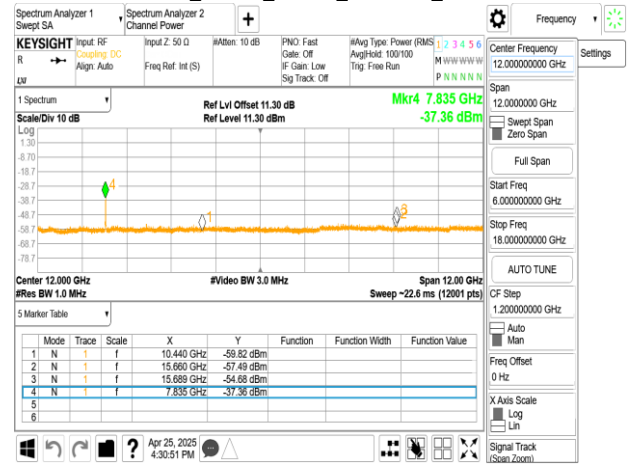 Spectrum Analyzer 1
Swept SA
Spectrum Analyzer 2
Channel Power
Frequency
KEYSIGHT
R
Input: RF
Coupling: DC
Align: Auto
Input Z: 50 Ω
Freq Ref: Int (S)
#Atten: 10 dB
PNO: Fast
Gate: Off
IF Gain: Low
Sig Track: Off
#Avg Type: Power (RMS
Avg|Hold: 100/100
Trig: Free Run
1 2 3 4 5 6
M W W W W W
P N N N N N
Center Frequency
12.000000000 GHz
Settings
Span
12.0000000 GHz
Swept Span
Zero Span
Full Span
Start Freq
6.000000000 GHz
Stop Freq
18.000000000 GHz
AUTO TUNE
CF Step
1.200000000 GHz
Auto
Man
Freq Offset
0 Hz
X Axis Scale
Log
Lin
Signal Track
(Span Zoom)
1 Spectrum
Scale/Div 10 dB
Ref Lvl Offset 11.30 dB
Ref Level 11.30 dBm
Mkr4 7.835 GHz
-37.36 dBm
Log
1.30
-8.70
-18.7
-28.7
-38.7
-48.7
-58.7
-68.7
-78.7
4
1
Center 12.000 GHz
#Video BW 3.0 MHz
Span 12.00 GHz
#Res BW 1.0 MHz
Sweep ~22.6 ms (12001 pts)
5 Marker Table
Mode Trace Scale X Y Function Function Width Function Value
1 N 1 f 10.440 GHz -59.82 dBm
2 N 1 f 15.660 GHz -57.49 dBm
3 N 1 f 15.689 GHz -54.68 dBm
4 N 1 f 7.835 GHz -37.36 dBm
5
6
Apr 25, 2025
4:30:51 PM